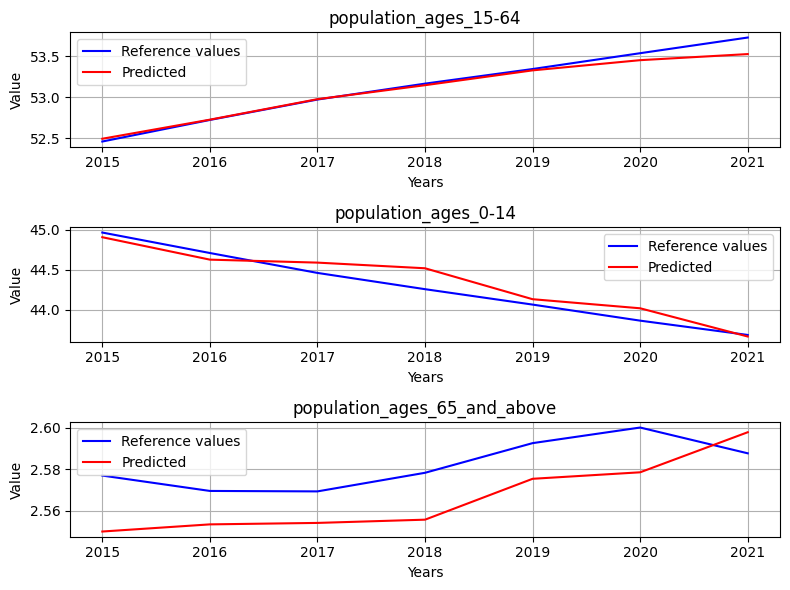 population_ages_15-64
Reference values
Predicted
Value
53.5
53.0
52.5
2015 2016 2017 2018 2019 2020 2021
Years
population_ages_0-14
Reference values
Predicted
Value
45.0
44.5
44.0
2015 2016 2017 2018 2019 2020 2021
Years
population_ages_65_and_above
Reference values
Predicted
Value
2.60
2.58
2.56
2015 2016 2017 2018 2019 2020 2021
Years